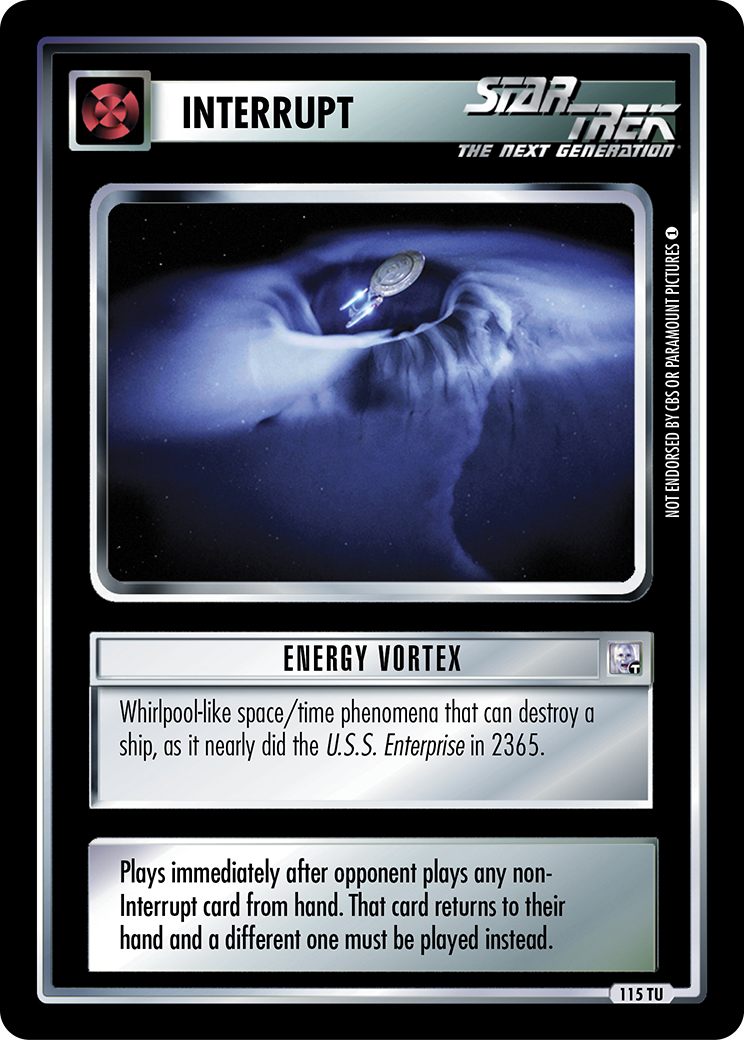 INTERRUPT
STAR TREK
THE NEXT GENERATION
NOT ENDORSED BY CBS OR PARAMOUNT PICTURES 1
ENERGY VORTEX
T
Whirlpool-like space/time phenomena that can destroy a
ship, as it nearly did the U.S.S. Enterprise in 2365.
Plays immediately after opponent plays any non-
Interrupt card from hand. That card returns to their
hand and a different one must be played instead.
115 TU